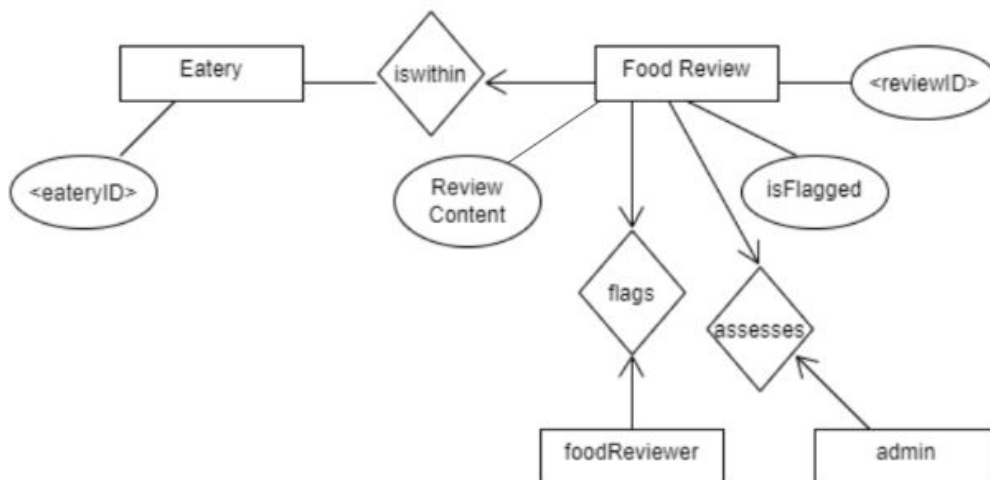 Eatery
iswithin
Food Review
<reviewID>
<eateryID>
Review
Content
isFlagged
flags
assesses
foodReviewer
admin